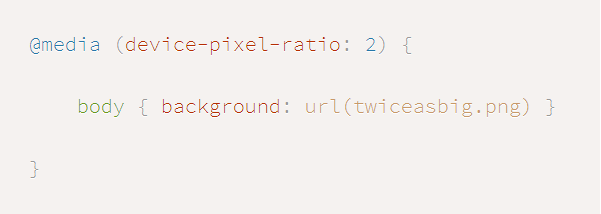 @media (device-pixel-ratio: 2) {
body { background: url(twiceasbig.png) }
}